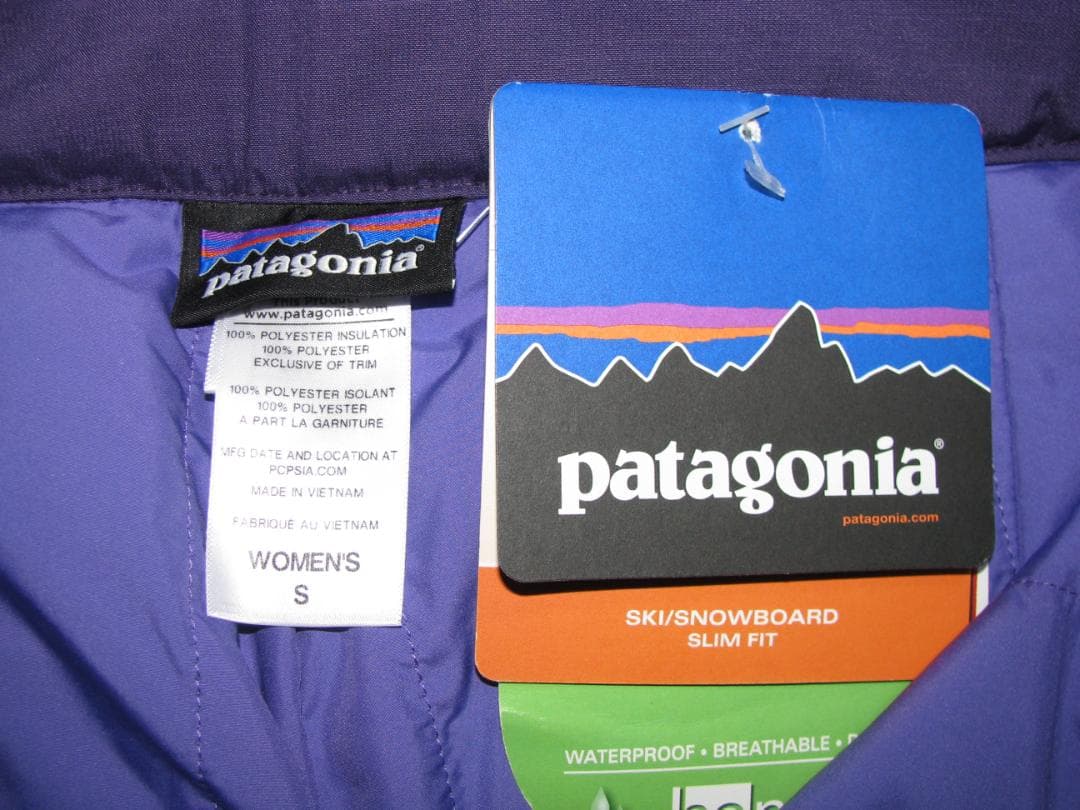 patagonia®
This Product
www.patagonia.com
100% POLYESTER INSULATION
100% POLYESTER
EXCLUSIVE OF TRIM
100% POLYESTER ISOLANT
100% POLYESTER
A PART LA GARNITURE
MFG DATE AND LOCATION AT
PCPSIA.COM
MADE IN VIETNAM
FABRIQUÉ AU VIETNAM
WOMEN'S
S
patagonia®
patagonia.com
SKI/SNOWBOARD
SLIM FIT
WATERPROOF • BREATHABLE •